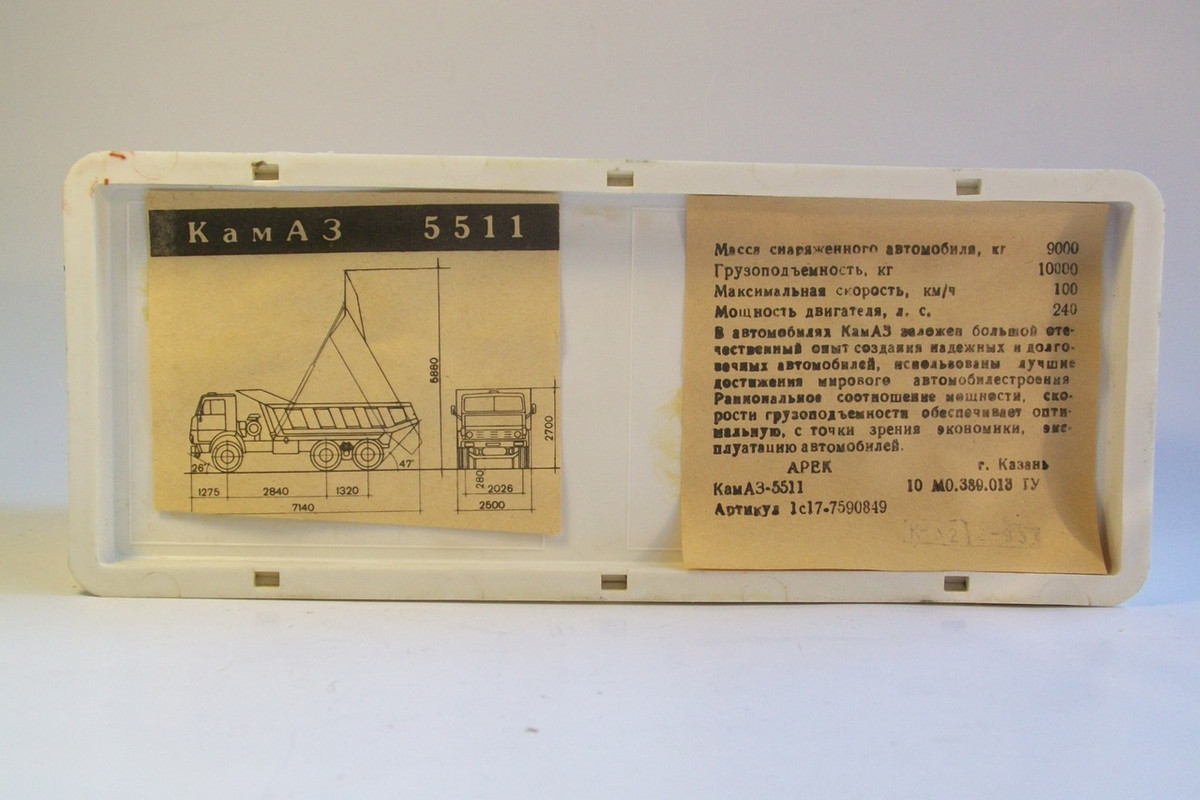 КамАЗ 5511
5880
2700
26°
47°
280
1275
2840
1320
2026
7140
2500
Масса снаряженного автомобиля, кг 9000
Грузоподъемность, кг 10000
Максимальная скорость, км/ч 100
Мощность двигателя, л. с. 240
В автомобилях КамАЗ заложен большой оте-
чественный опыт создания надежных и долго-
вечных автомобилей, использованы лучшие
достижения мирового автомобилестроения
Рациональное соотношение мощности, ско-
рости грузоподъемности обеспечивает опти-
мальную, с точки зрения экономики, экс-
плуатацию автомобилей.
АРЕК г. Казань
КамАЗ-5511 10 М0.389.013 ТУ
Артикул 1с17-7590849